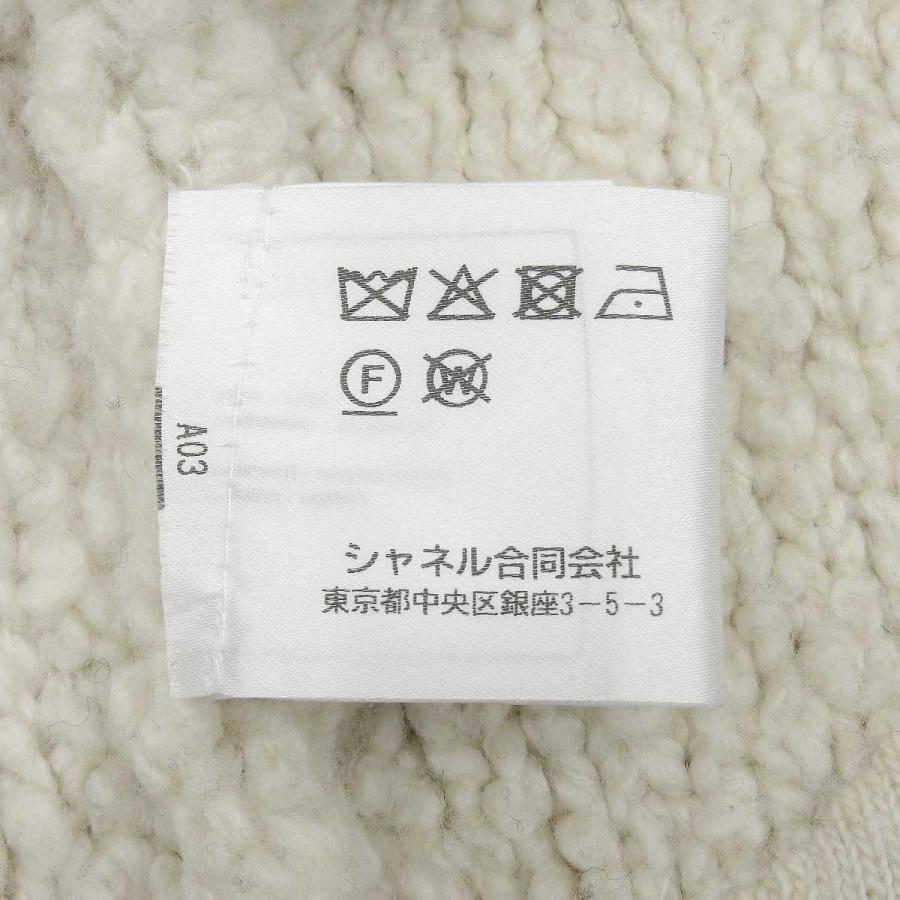 F W
A03
シャネル合同会社
東京都中央区銀座3-5-3